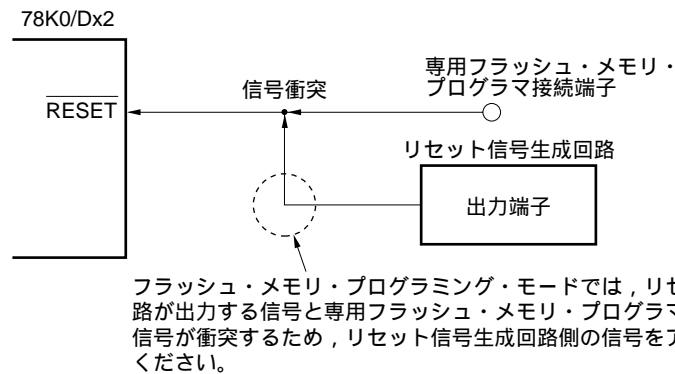 78K0/Dx2
専用フラッシュ・メモリ・
プログラマ接続端子
信号衝突
RESET
リセット信号生成回路
出力端子
フラッシュ・メモリ・プログラミング・モードでは，リセ
路が出力する信号と専用フラッシュ・メモリ・プログラマ
信号が衝突するため，リセット信号生成回路側の信号をア
ください。